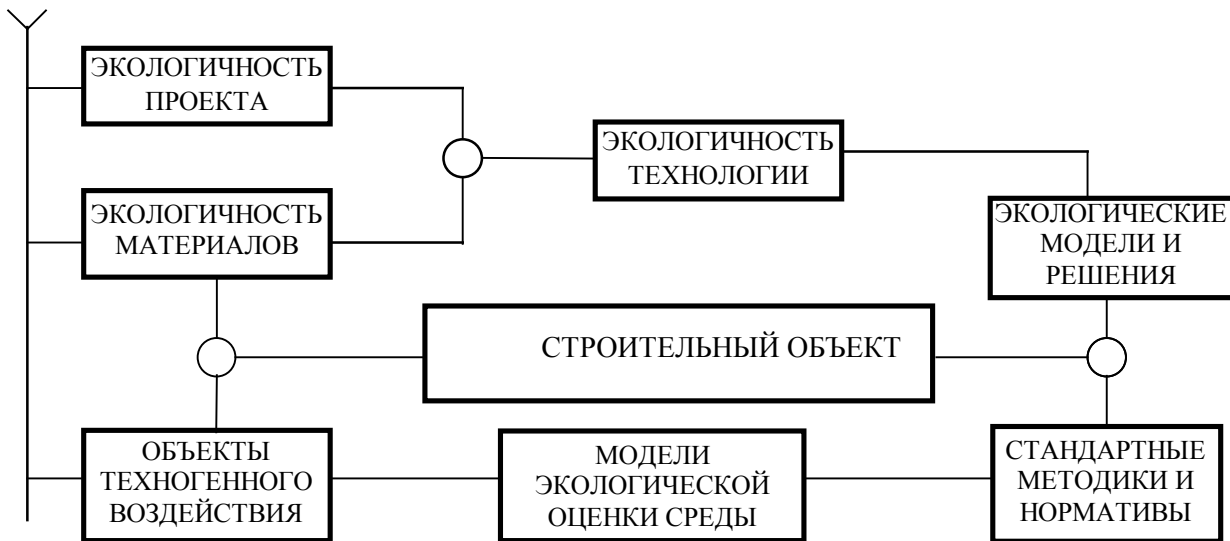 ЭКОЛОГИЧНОСТЬ
ПРОЕКТА
ЭКОЛОГИЧНОСТЬ
ТЕХНОЛОГИИ
ЭКОЛОГИЧНОСТЬ
МАТЕРИАЛОВ
ЭКОЛОГИЧЕСКИЕ
МОДЕЛИ И
РЕШЕНИЯ
СТРОИТЕЛЬНЫЙ ОБЪЕКТ
ОБЪЕКТЫ
ТЕХНОГЕННОГО
ВОЗДЕЙСТВИЯ
МОДЕЛИ
ЭКОЛОГИЧЕСКОЙ
ОЦЕНКИ СРЕДЫ
СТАНДАРТНЫЕ
МЕТОДИКИ И
НОРМАТИВЫ